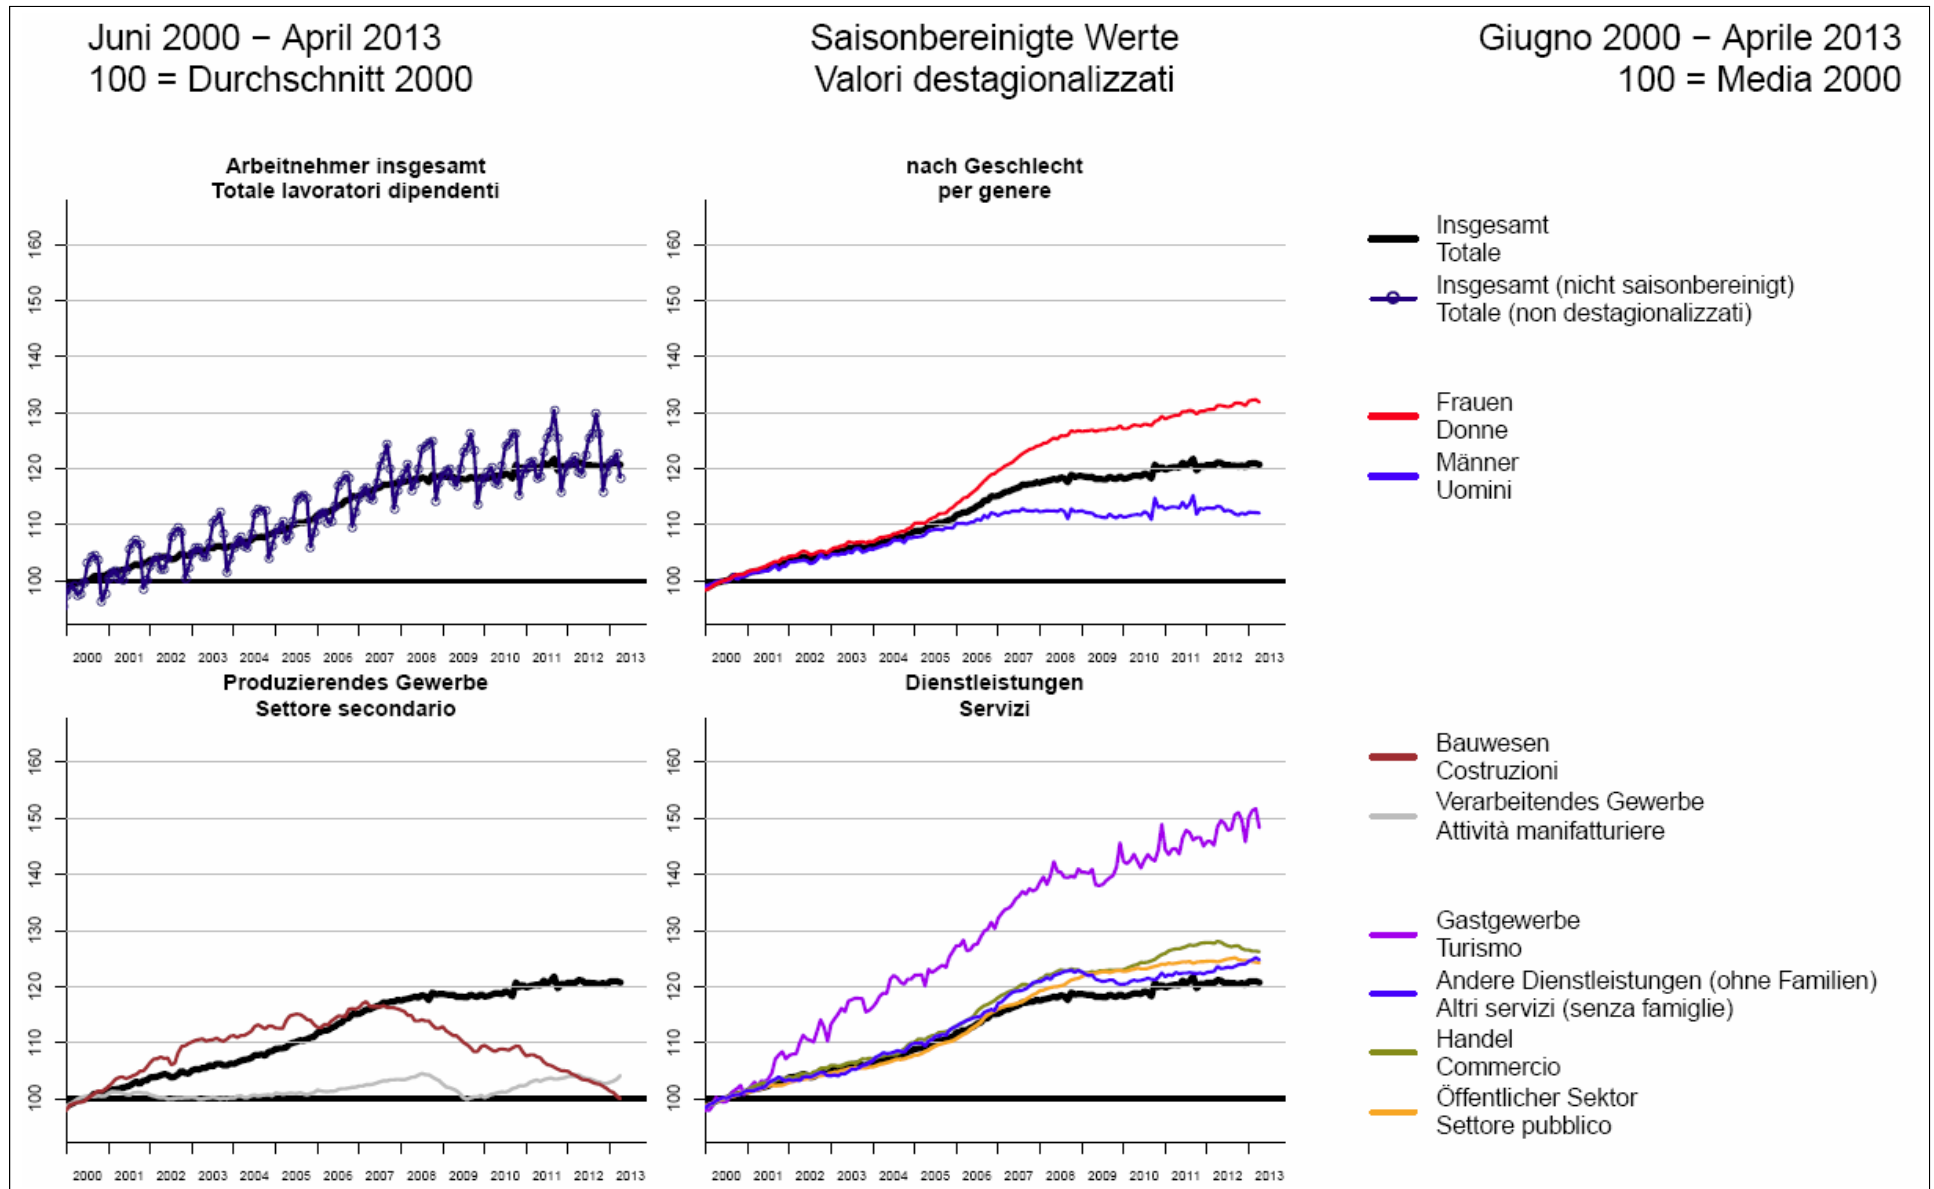 Juni 2000 − April 2013
100 = Durchschnitt 2000
Saisonbereinigte Werte
Valori destagionalizzati
Giugno 2000 − Aprile 2013
100 = Media 2000
Arbeitnehmer insgesamt
Totale lavoratori dipendenti
160
150
140
130
120
110
100
2000 2001 2002 2003 2004 2005 2006 2007 2008 2009 2010 2011 2012 2013
nach Geschlecht
per genere
160
150
140
130
120
110
100
2000 2001 2002 2003 2004 2005 2006 2007 2008 2009 2010 2011 2012 2013
Insgesamt
Totale
Insgesamt (nicht saisonbereinigt)
Totale (non destagionalizzati)
Frauen
Donne
Männer
Uomini
Produzierendes Gewerbe
Settore secondario
160
150
140
130
120
110
100
2000 2001 2002 2003 2004 2005 2006 2007 2008 2009 2010 2011 2012 2013
Dienstleistungen
Servizi
160
150
140
130
120
110
100
2000 2001 2002 2003 2004 2005 2006 2007 2008 2009 2010 2011 2012 2013
Bauwesen
Costruzioni
Verarbeitendes Gewerbe
Attività manifatturiere
Gastgewerbe
Turismo
Andere Dienstleistungen (ohne Familien)
Altri servizi (senza famiglie)
Handel
Commercio
Öffentlicher Sektor
Settore pubblico